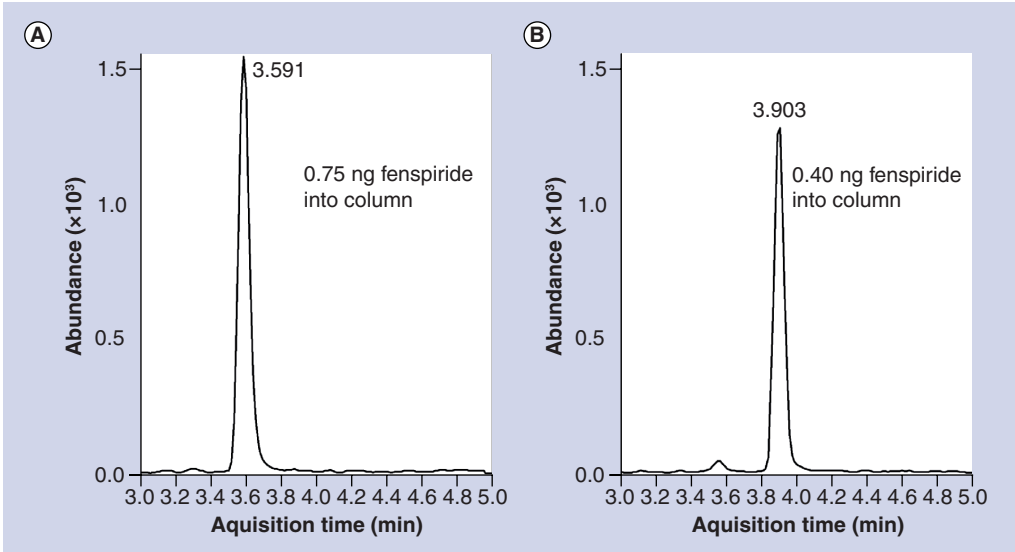 A
1.5
3.591
0.75 ng fenspiride
into column
1.0
Abundance (×10³)
0.5
0.0
3.0 3.2 3.4 3.6 3.8 4.0 4.2 4.4 4.6 4.8 5.0
Aquisition time (min)
B
1.5
3.903
0.40 ng fenspiride
into column
1.0
Abundance (×10³)
0.5
0.0
3.0 3.2 3.4 3.6 3.8 4.0 4.2 4.4 4.6 4.8 5.0
Aquisition time (min)